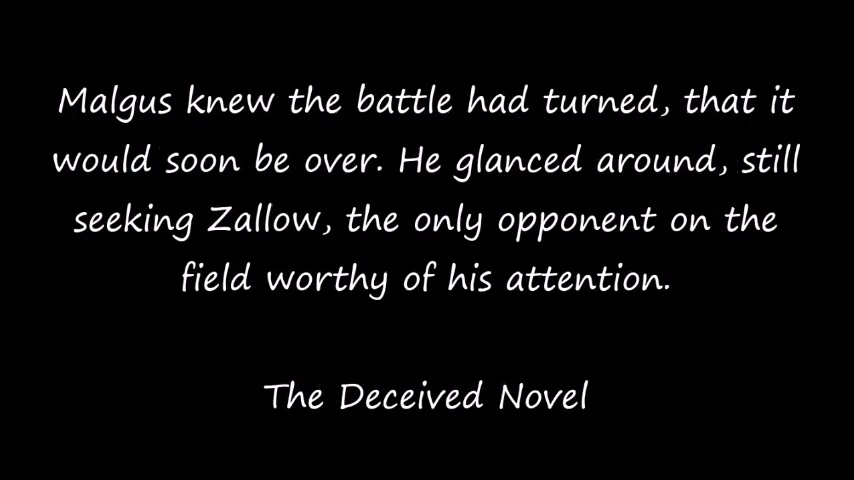 Malgus knew the battle had turned, that it
would soon be over. He glanced around, still
seeking Zallow, the only opponent on the
field worthy of his attention.
The Deceived Novel